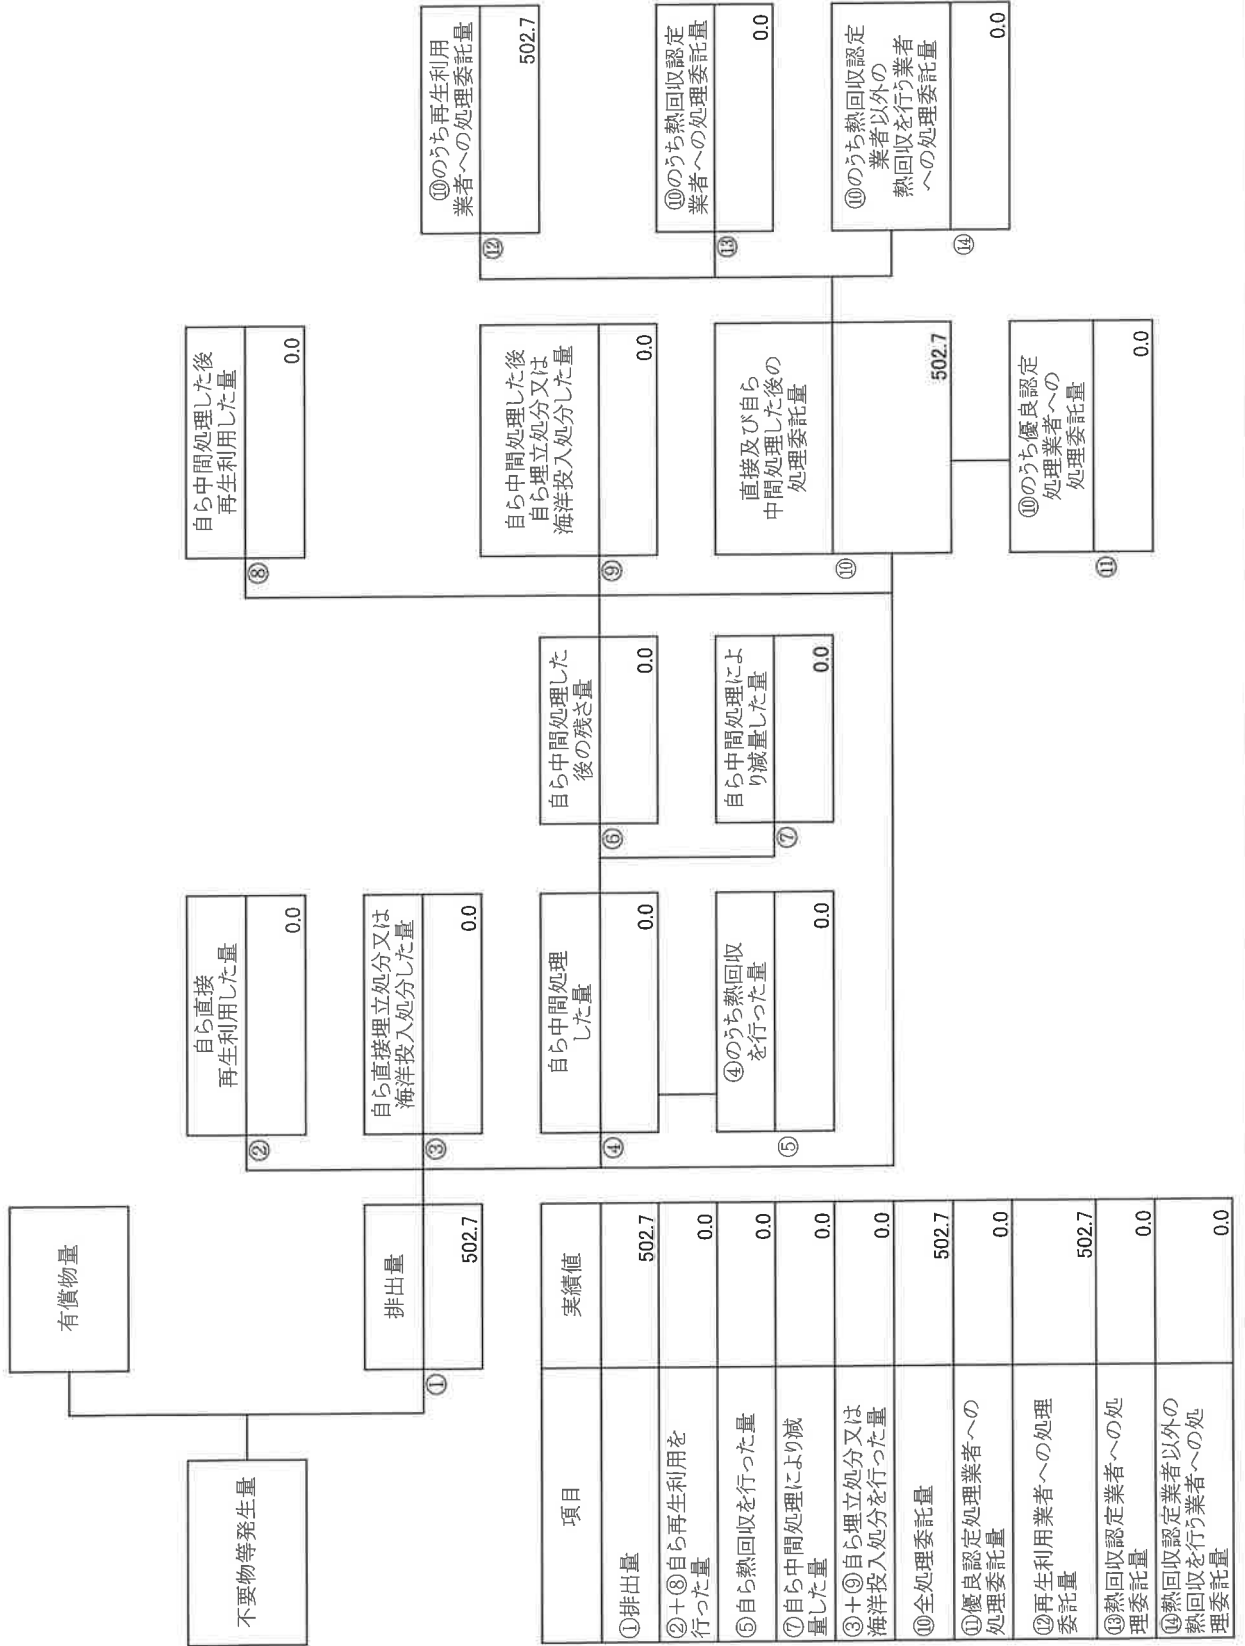 不要物等発生量
有償物量
①
排出量
502.7
②
自ら直接
再生利用した量
0.0
③
自ら直接埋立処分又は
海洋投入処分した量
0.0
④
自ら中間処理
した量
0.0
⑤
④のうち熱回収
を行った量
0.0
⑥
自ら中間処理した
後の残さ量
0.0
⑦
自ら中間処理によ
り減量した量
0.0
⑧
自ら中間処理した後
再生利用した量
0.0
⑨
自ら中間処理した後
自ら埋立処分又は
海洋投入処分した量
0.0
⑩
直接及び自ら
中間処理した後の
処理委託量
502.7
⑪
⑩のうち優良認定
処理業者への
処理委託量
0.0
⑫
⑩のうち再生利用
業者への処理委託量
502.7
⑬
⑩のうち熱回収認定
業者への処理委託量
0.0
⑭
⑩のうち熱回収認定
業者以外の
熱回収を行う業者
への処理委託量
0.0
項目
実績値
①排出量
502.7
②+⑧自ら再生利用を
行った量
0.0
⑤自ら熱回収を行った量
0.0
⑦自ら中間処理により減
量した量
0.0
③+⑨自ら埋立処分又は
海洋投入処分を行った量
0.0
⑩全処理委託量
502.7
⑪優良認定処理業者への
処理委託量
0.0
⑫再生利用業者への処理
委託量
502.7
⑬熱回収認定業者への処
理委託量
0.0
⑭熱回収認定業者以外の
熱回収を行う業者への処
理委託量
0.0